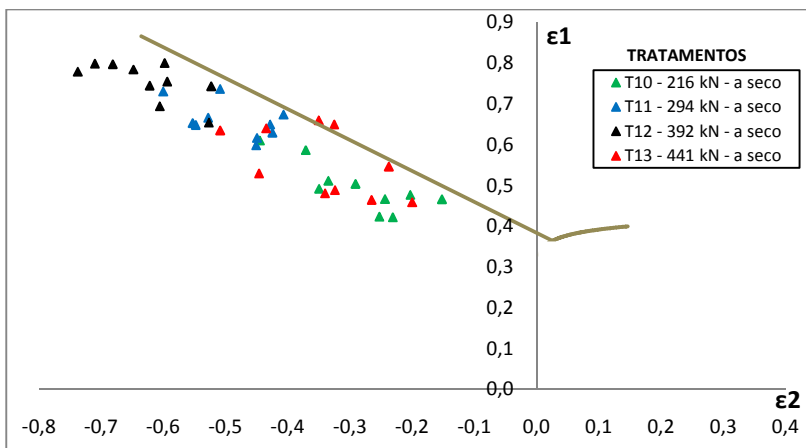 0,9
ε1
0,8
TRATAMENTOS
T10 - 216 kN - a seco
0,7
T11 - 294 kN - a seco
T12 - 392 kN - a seco
0,6
T13 - 441 kN - a seco
0,5
0,4
0,3
0,2
0,1
0,0
ε2
-0,8 -0,7 -0,6 -0,5 -0,4 -0,3 -0,2 -0,1 0,0 0,1 0,2 0,3 0,4